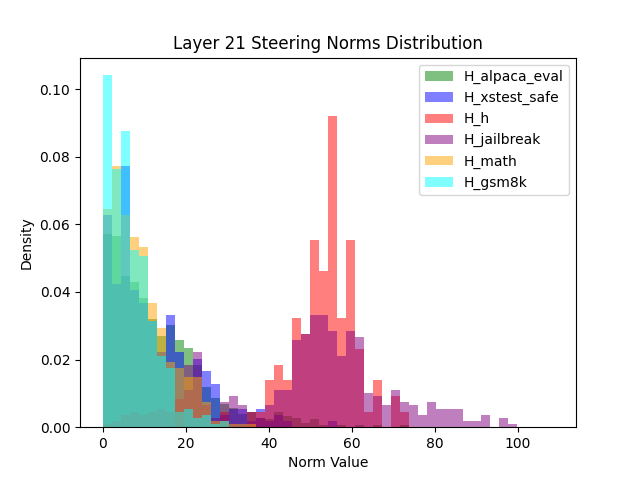 Layer 21 Steering Norms Distribution
H_alpaca_eval
H_xstest_safe
H_h
H_jailbreak
H_math
H_gsm8k
0.10
0.08
0.06
0.04
0.02
0.00
Density
0 20 40 60 80 100
Norm Value